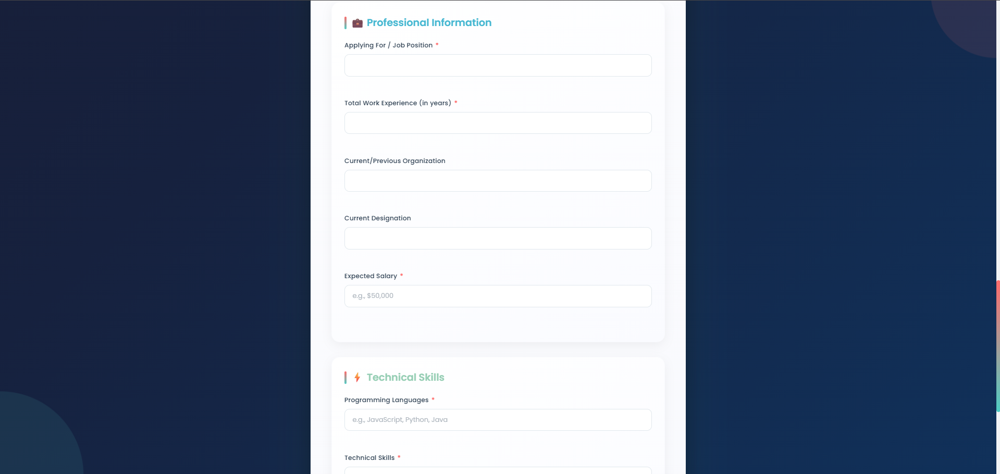 Professional Information
Applying For / Job Position *
Total Work Experience (in years) *
Current/Previous Organization
Current Designation
Expected Salary *
e.g., $50,000
Technical Skills
Programming Languages *
e.g., JavaScript, Python, Java
Technical Skills *